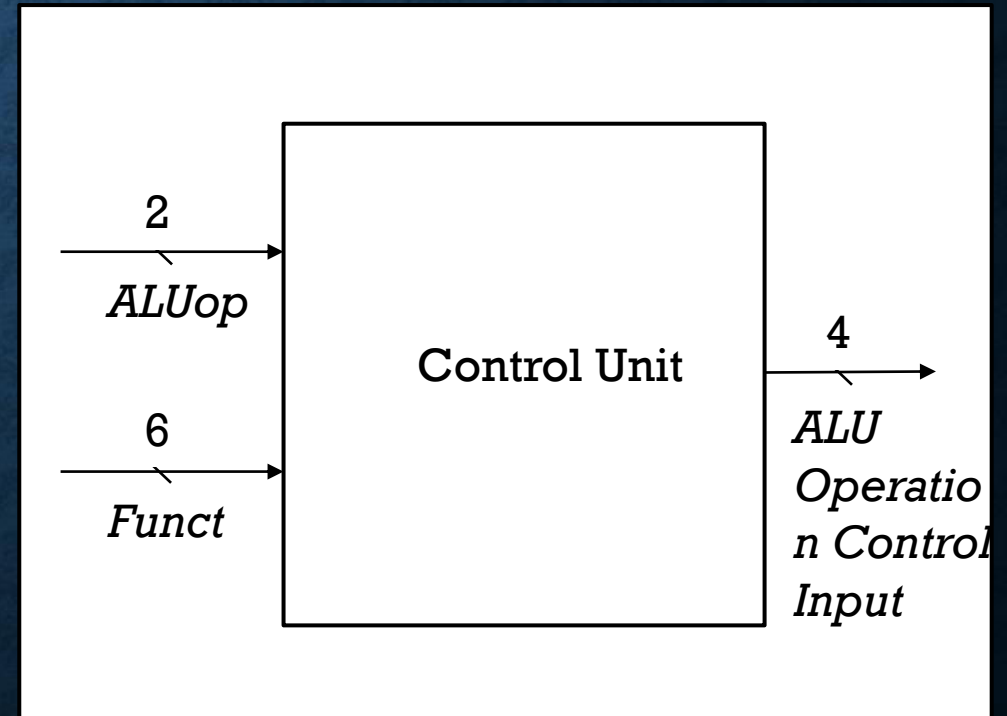 2
ALUop
6
Funct
Control Unit
4
ALU
Operatio
n Control
Input